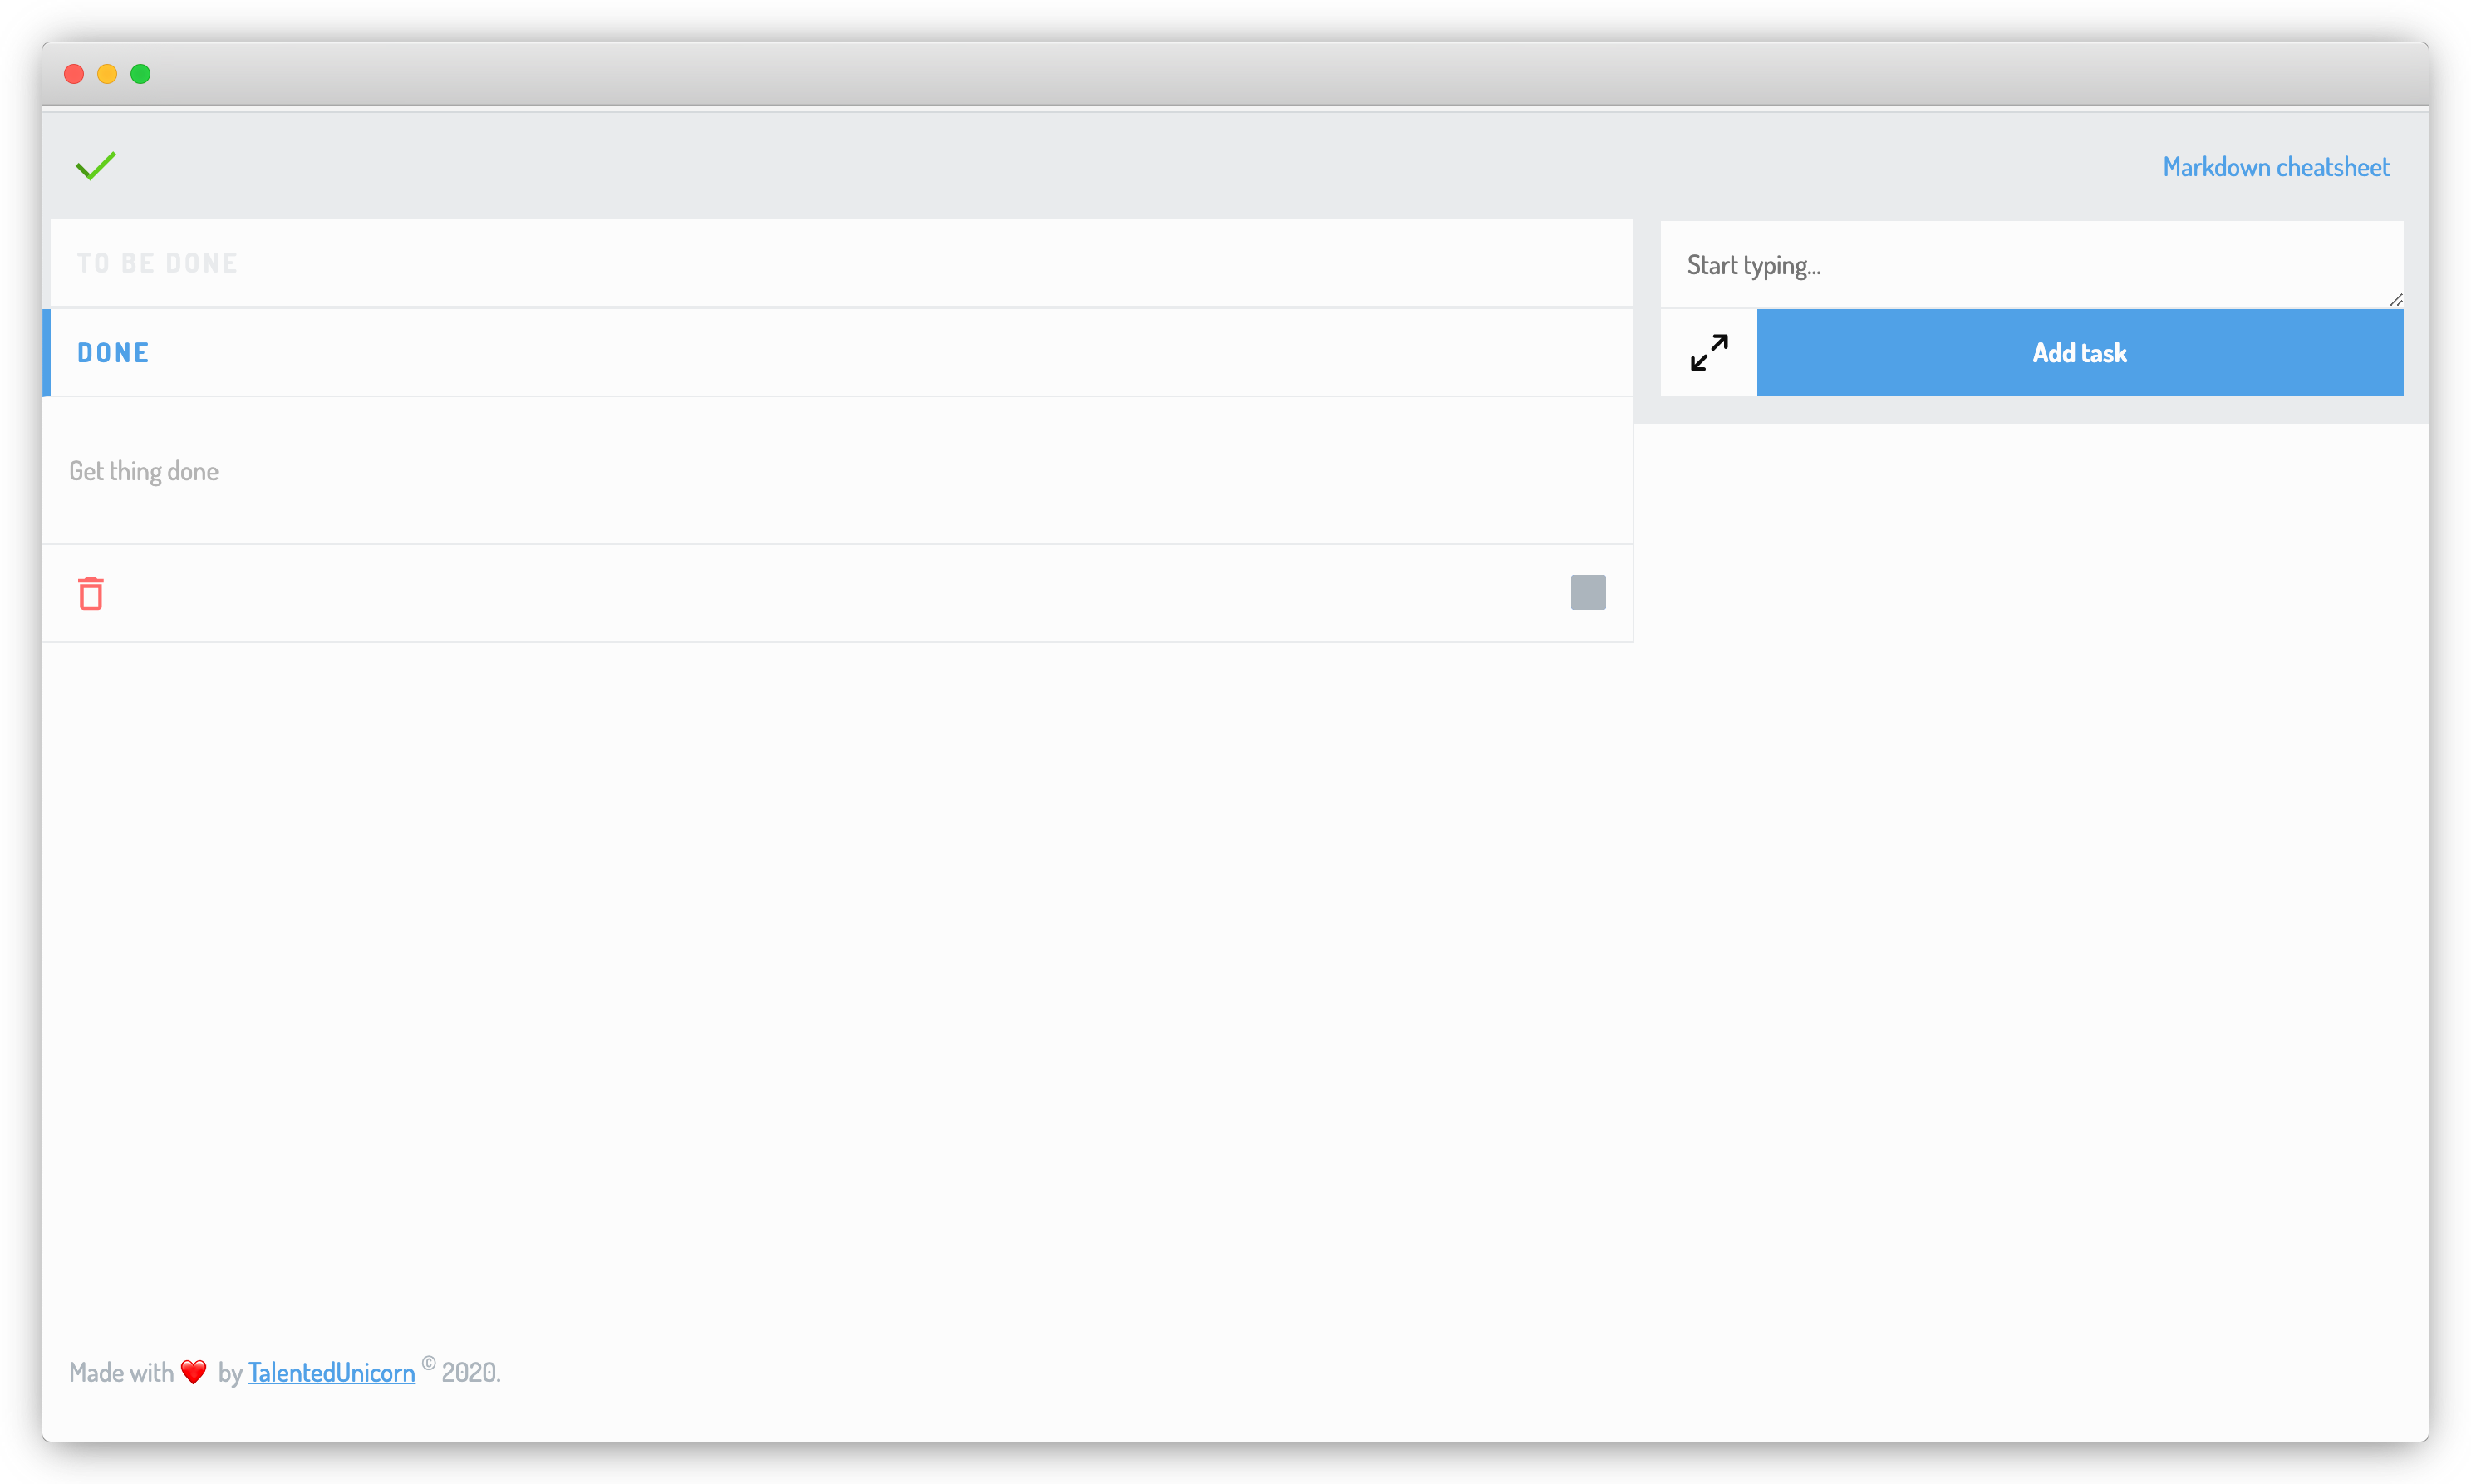 Markdown cheatsheet
TO BE DONE
Start typing...
DONE
Add task
Get thing done
Made with ❤️ by TalentedUnicorn © 2020.